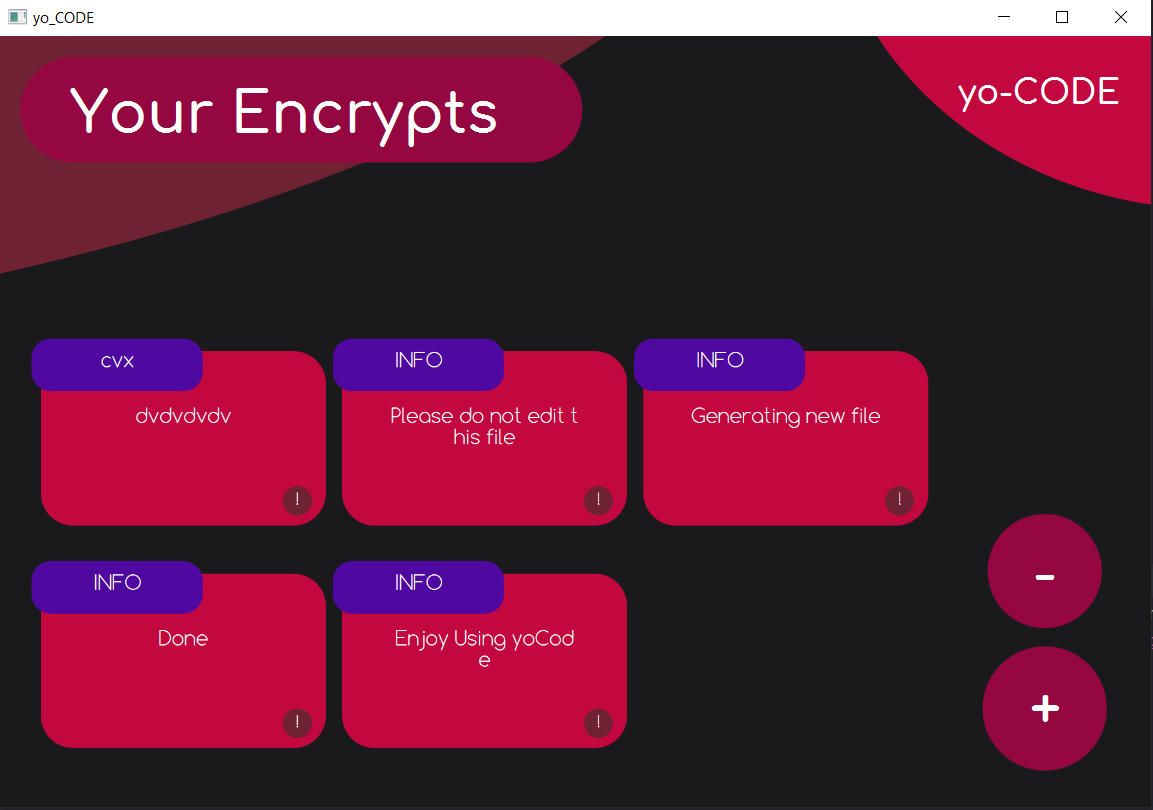 yo_CODE
Your Encrypts
yo-CODE
cvx
dvdvdvdv
!
INFO
Please do not edit t
his file
!
INFO
Generating new file
!
INFO
Done
!
INFO
Enjoy Using yoCod
e
!
-
+